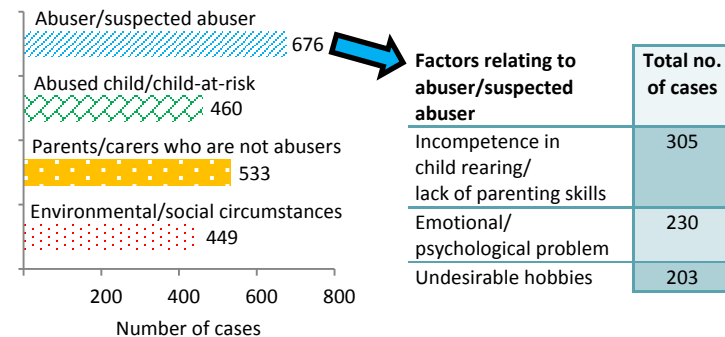 Abuser/suspected abuser
676
Abused child/child-at-risk
460
Parents/carers who are not abusers
533
Environmental/social circumstances
449
200 400 600 800
Number of cases
Factors relating to
abuser/suspected
abuser
Total no.
of cases
Incompetence in
child rearing/
lack of parenting skills
305
Emotional/
psychological problem
230
Undesirable hobbies
203